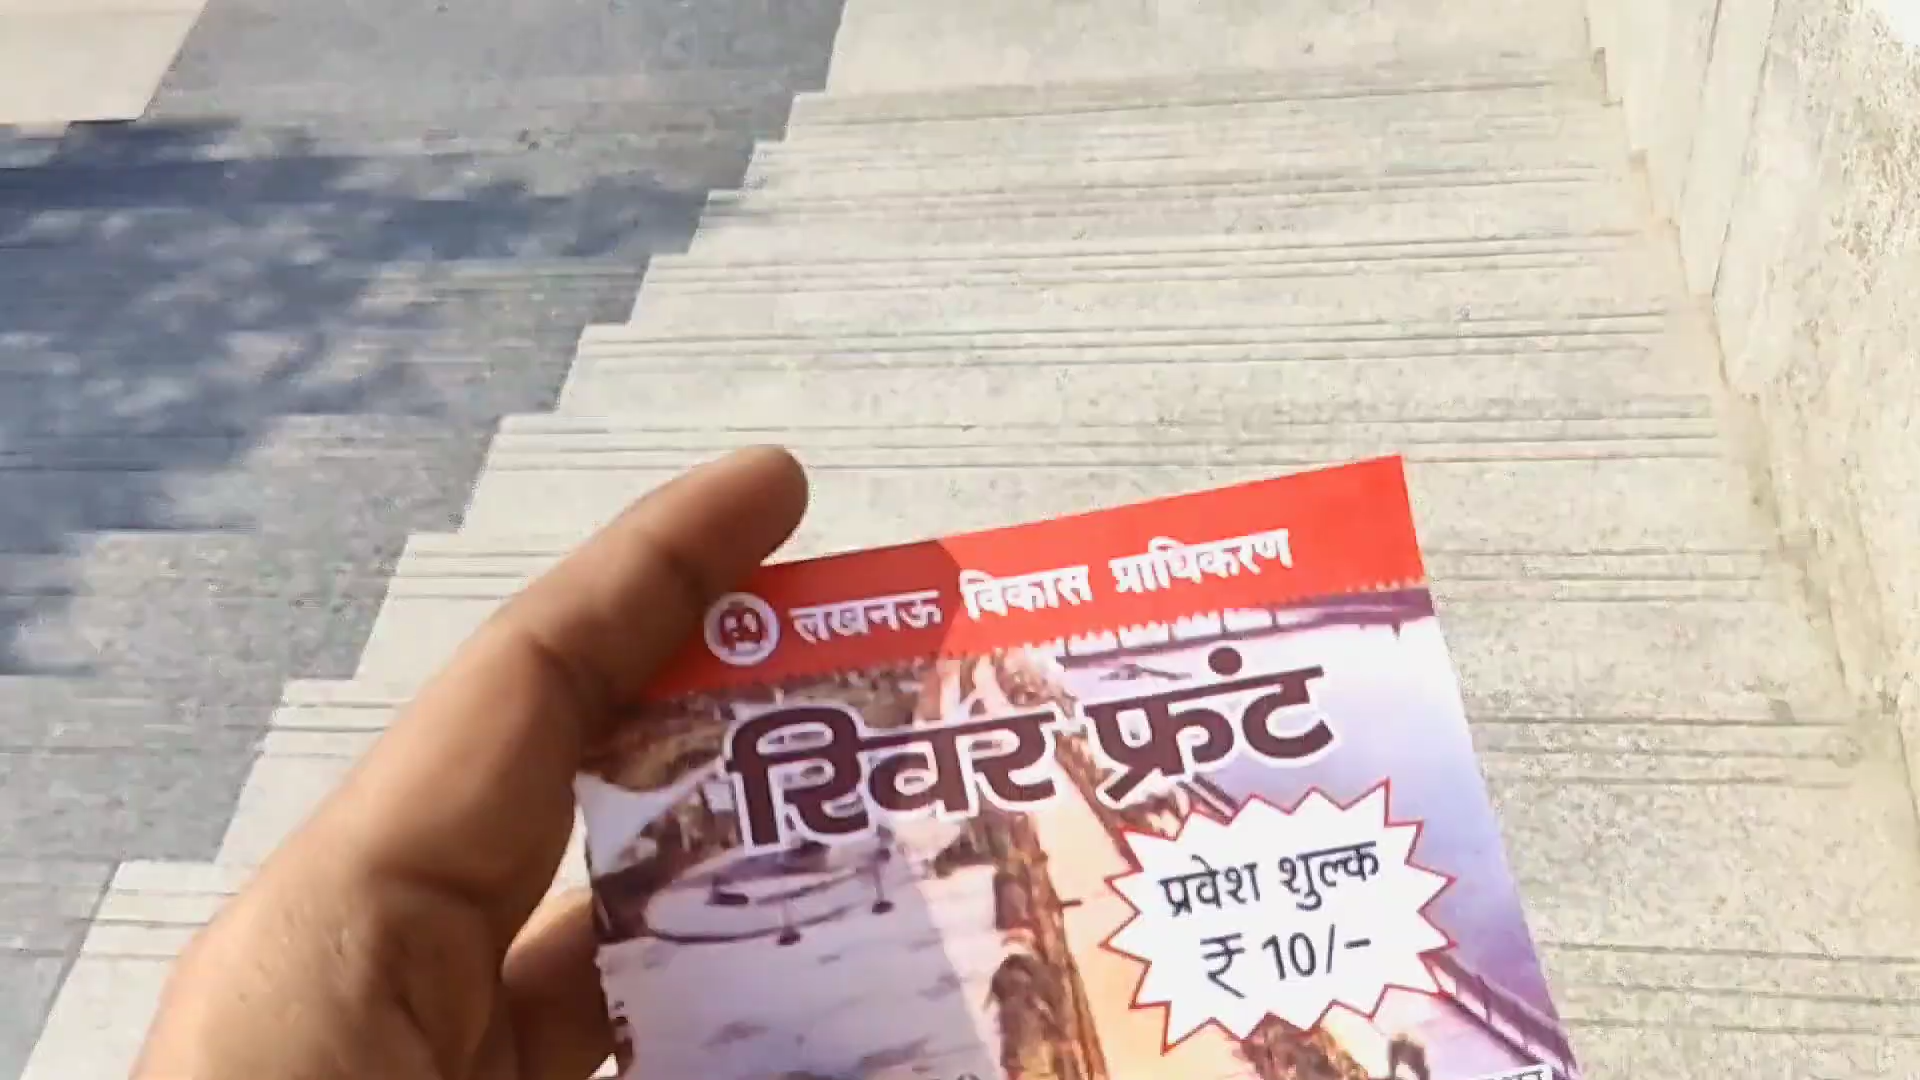 लखनऊ विकास प्राधिकरण
रिवर फ्रंट
प्रवेश शुल्क
₹ 10/-